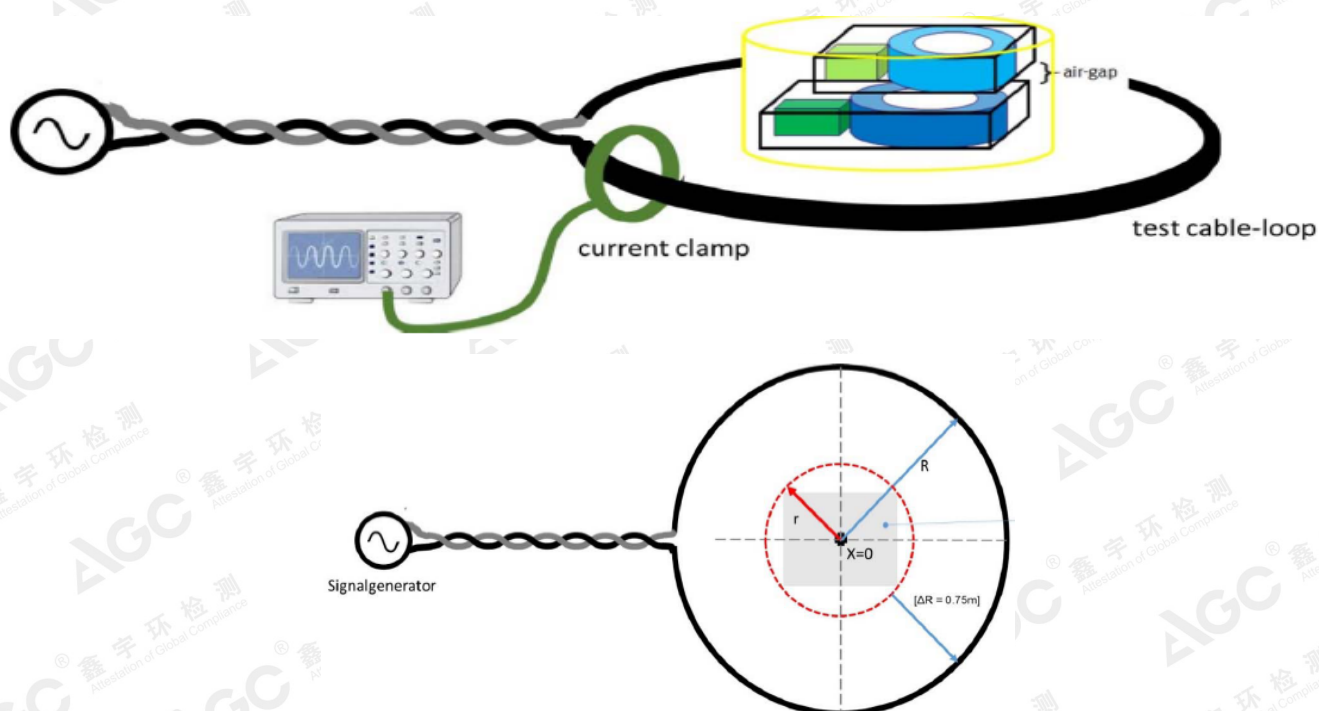 air-gap
test cable-loop
current clamp
R
r
X=0
[ΔR = 0.75m]
Signalgenerator
AGC® 鑫宇环检测
Attestation of Global Compliance